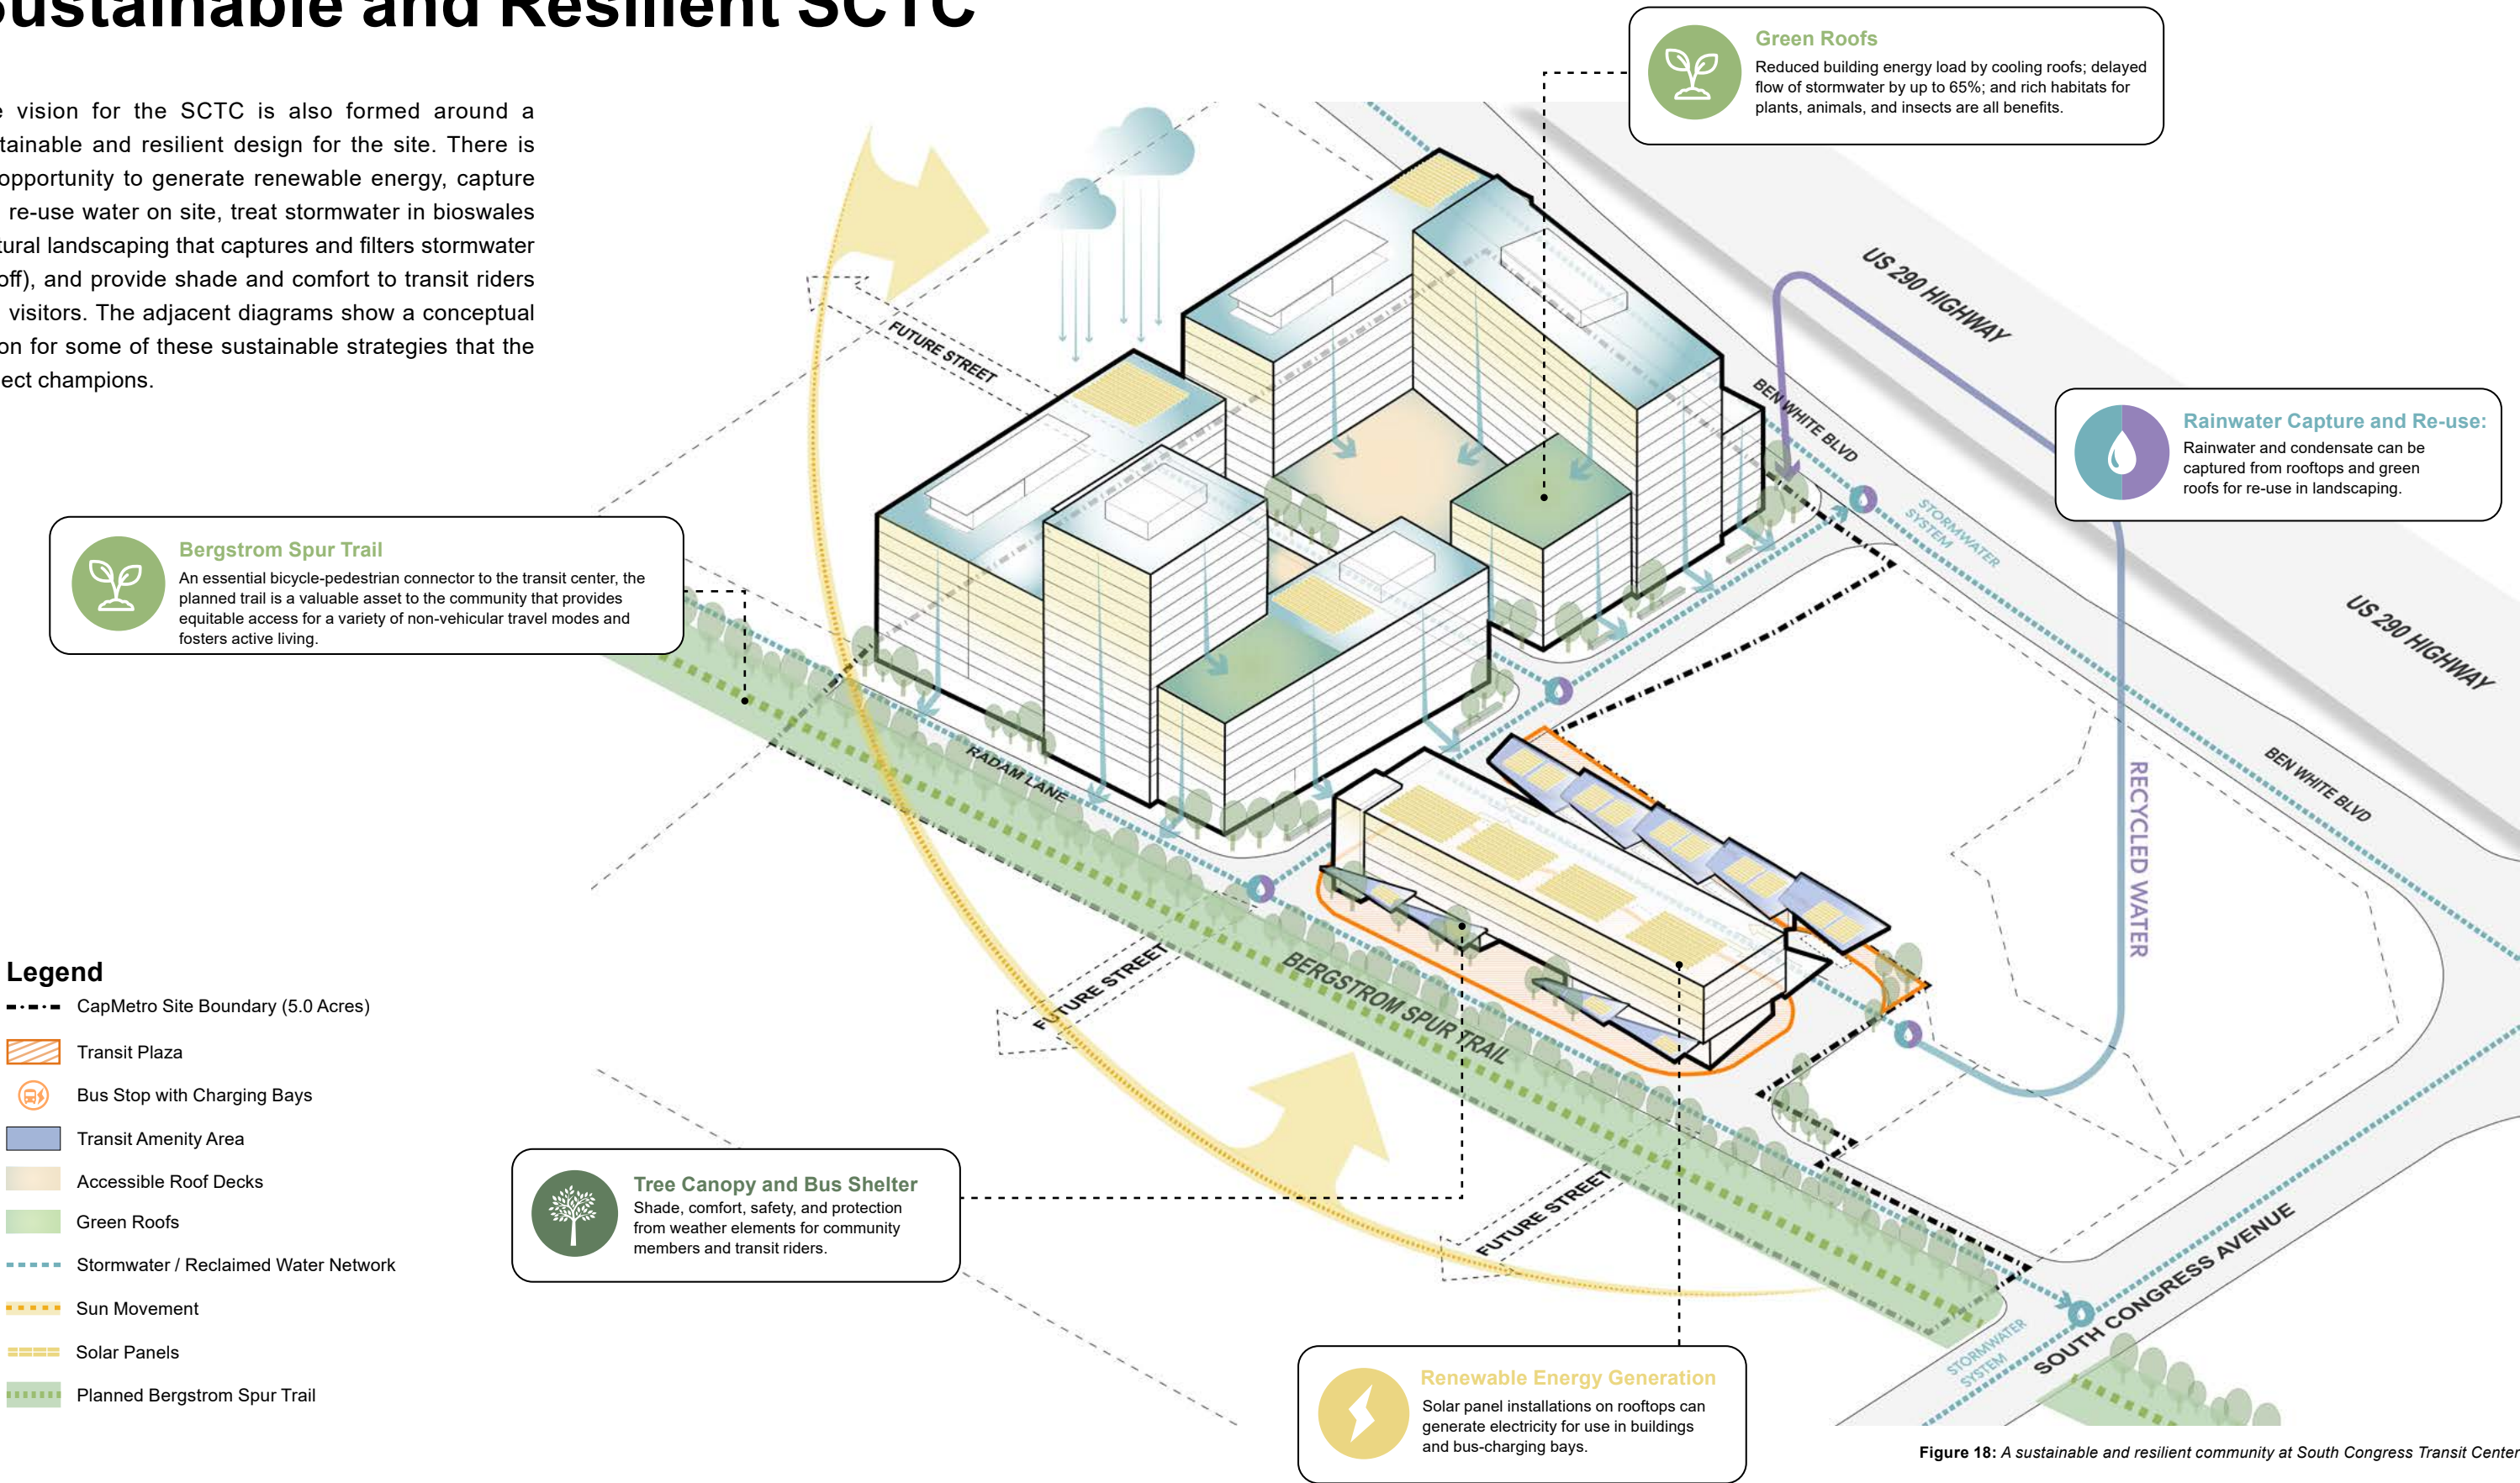 Sustainable and Resilient SCTC
vision for the SCTC is also formed around a
tainable and resilient design for the site. There is
opportunity to generate renewable energy, capture
re-use water on site, treat stormwater in bioswales
tural landscaping that captures and filters stormwater
off), and provide shade and comfort to transit riders
visitors. The adjacent diagrams show a conceptual
on for some of these sustainable strategies that the
ect champions.
Green Roofs
Reduced building energy load by cooling roofs; delayed
flow of stormwater by up to 65%; and rich habitats for
plants, animals, and insects are all benefits.
US 290 HIGHWAY
FUTURE STREET
BEN WHITE BLVD
Rainwater Capture and Re-use:
Rainwater and condensate can be
captured from rooftops and green
roofs for re-use in landscaping.
STORMWATER
SYSTEM
Bergstrom Spur Trail
An essential bicycle-pedestrian connector to the transit center, the
planned trail is a valuable asset to the community that provides
equitable access for a variety of non-vehicular travel modes and
fosters active living.
US 290 HIGHWAY
RADAM LANE
BEN WHITE BLVD
RECYCLED WATER
FUTURE STREET
BERGSTROM SPUR TRAIL
Legend
CapMetro Site Boundary (5.0 Acres)
Transit Plaza
Bus Stop with Charging Bays
Transit Amenity Area
Accessible Roof Decks
Green Roofs
Stormwater / Reclaimed Water Network
Sun Movement
Solar Panels
Planned Bergstrom Spur Trail
Tree Canopy and Bus Shelter
Shade, comfort, safety, and protection
from weather elements for community
members and transit riders.
FUTURE STREET
SOUTH CONGRESS AVENUE
STORMWATER
SYSTEM
Renewable Energy Generation
Solar panel installations on rooftops can
generate electricity for use in buildings
and bus-charging bays.
Figure 18: A sustainable and resilient community at South Congress Transit Center